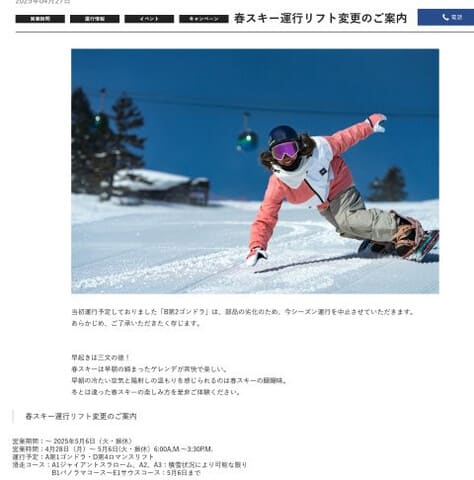 2025年04月27日
営業時間
運行情報
イベント
キャンペーン
春スキー運行リフト変更のご案内
電話
当初運行予定しておりました「B第2ゴンドラ」は、部品の劣化のため、今シーズン運行を中止させていただきます。
あらかじめ、ご了承いただきたく存じます。
早起きは三文の徳！
春スキーは早朝の締まったゲレンデが爽快で楽しい。
早朝の冷たい空気と陽射しの温もりを感じられるのは春スキーの醍醐味。
冬とは違った春スキーの楽しみ方を是非ご体験ください。
春スキー運行リフト変更のご案内
営業期間：～ 2025年5月6日（火・振休）
営業時間：4月28日（月）～ 5月6日(火・振休）6:00A.M.～3:30P.M.
運行予定：A第1ゴンドラ・D第4ロマンスリフト
滑走コース：A1ジャイアントスラローム、A2、A3：積雪状況により可能な限り
B1パノラマコース～E1サウスコース：5月6日まで